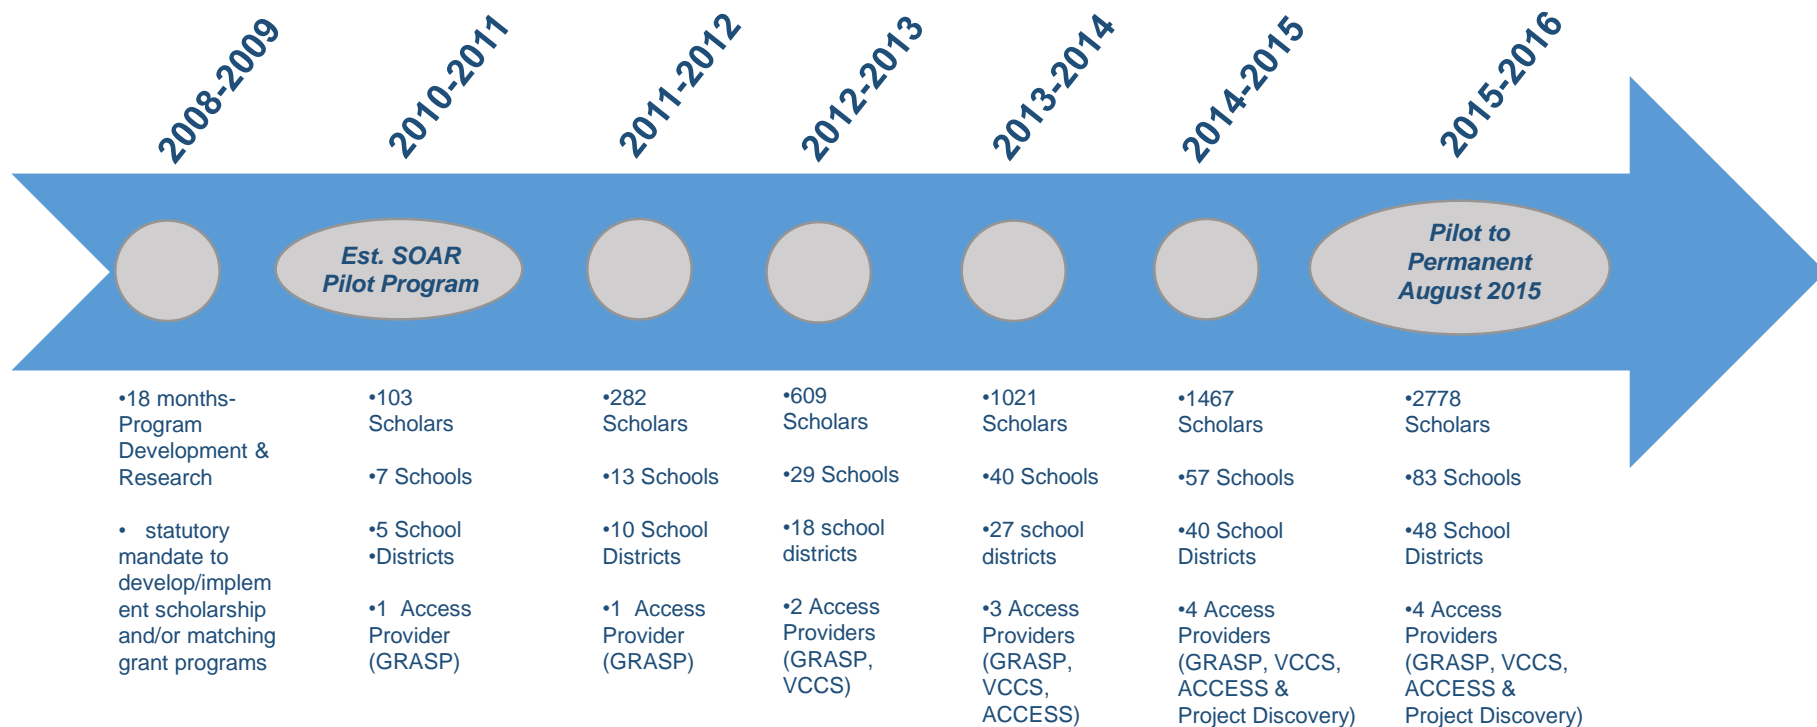 2008-2009
2010-2011
2011-2012
2012-2013
2013-2014
2014-2015
2015-2016
Est. SOAR
Pilot Program
Pilot to
Permanent
August 2015
•18 months-
Program
Development &
Research
• statutory
mandate to
develop/implem
ent scholarship
and/or matching
grant programs
•103
Scholars
•7 Schools
•5 School
•Districts
•1 Access
Provider
(GRASP)
•282
Scholars
•13 Schools
•10 School
Districts
•1 Access
Provider
(GRASP)
•609
Scholars
•29 Schools
•18 school
districts
•2 Access
Providers
(GRASP,
VCCS)
•1021
Scholars
•40 Schools
•27 school
districts
•3 Access
Providers
(GRASP,
VCCS,
ACCESS)
•1467
Scholars
•57 Schools
•40 School
Districts
•4 Access
Providers
(GRASP, VCCS,
ACCESS &
Project Discovery)
•2778
Scholars
•83 Schools
•48 School
Districts
•4 Access
Providers
(GRASP, VCCS,
ACCESS &
Project Discovery)